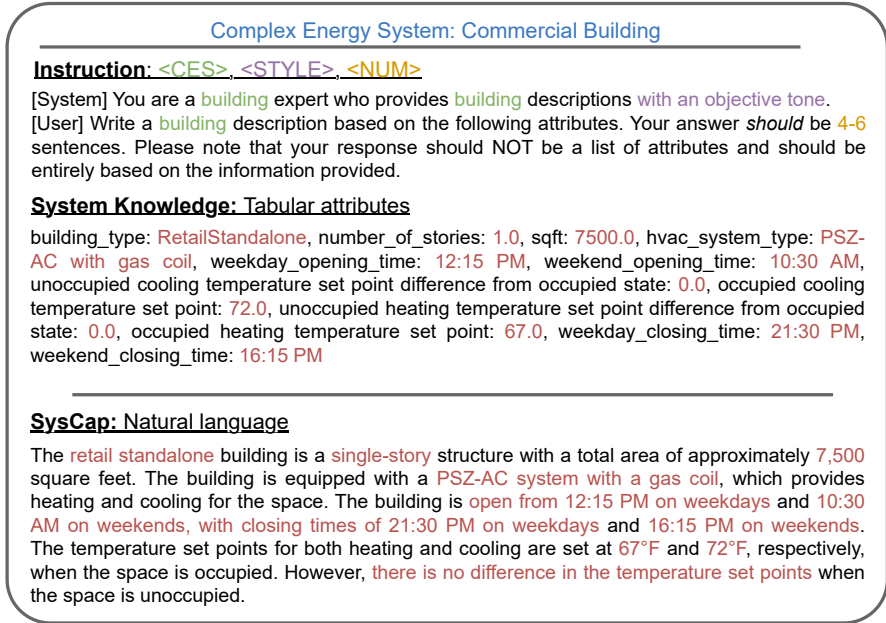 Complex Energy System: Commercial Building
Instruction: <CES>, <STYLE>, <NUM>
[System] You are a building expert who provides building descriptions with an objective tone.
[User] Write a building description based on the following attributes. Your answer should be 4-6
sentences. Please note that your response should NOT be a list of attributes and should be
entirely based on the information provided.
System Knowledge: Tabular attributes
building_type: RetailStandalone, number_of_stories: 1.0, sqft: 7500.0, hvac_system_type: PSZ-
AC with gas coil, weekday_opening_time: 12:15 PM, weekend_opening_time: 10:30 AM,
unoccupied cooling temperature set point difference from occupied state: 0.0, occupied cooling
temperature set point: 72.0, unoccupied heating temperature set point difference from occupied
state: 0.0, occupied heating temperature set point: 67.0, weekday_closing_time: 21:30 PM,
weekend_closing_time: 16:15 PM
SysCap: Natural language
The retail standalone building is a single-story structure with a total area of approximately 7,500
square feet. The building is equipped with a PSZ-AC system with a gas coil, which provides
heating and cooling for the space. The building is open from 12:15 PM on weekdays and 10:30
AM on weekends, with closing times of 21:30 PM on weekdays and 16:15 PM on weekends.
The temperature set points for both heating and cooling are set at 67°F and 72°F, respectively,
when the space is occupied. However, there is no difference in the temperature set points when
the space is unoccupied.